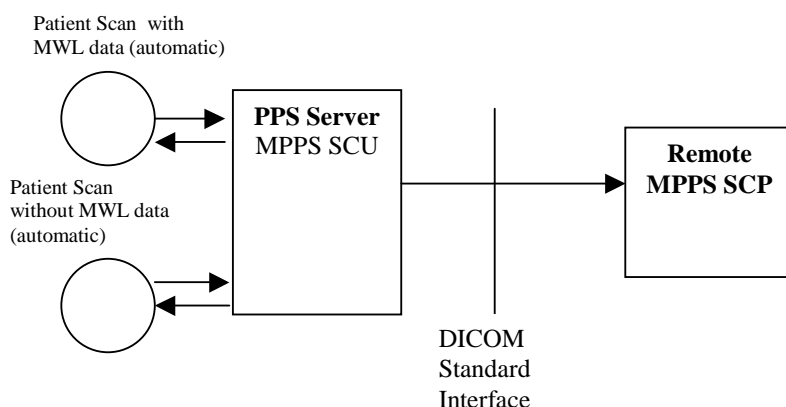 Patient Scan with
MWL data (automatic)
PPS Server
MPPS SCU
Remote
MPPS SCP
Patient Scan
without MWL data
(automatic)
DICOM
Standard
Interface